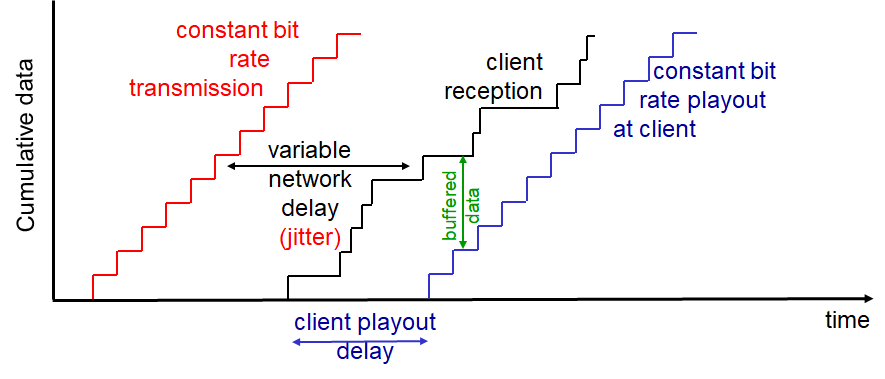 Cumulative data
constant bit
rate
transmission
variable
network
delay
(jitter)
client
reception
buffered
data
constant bit
rate playout
at client
client playout
delay
time